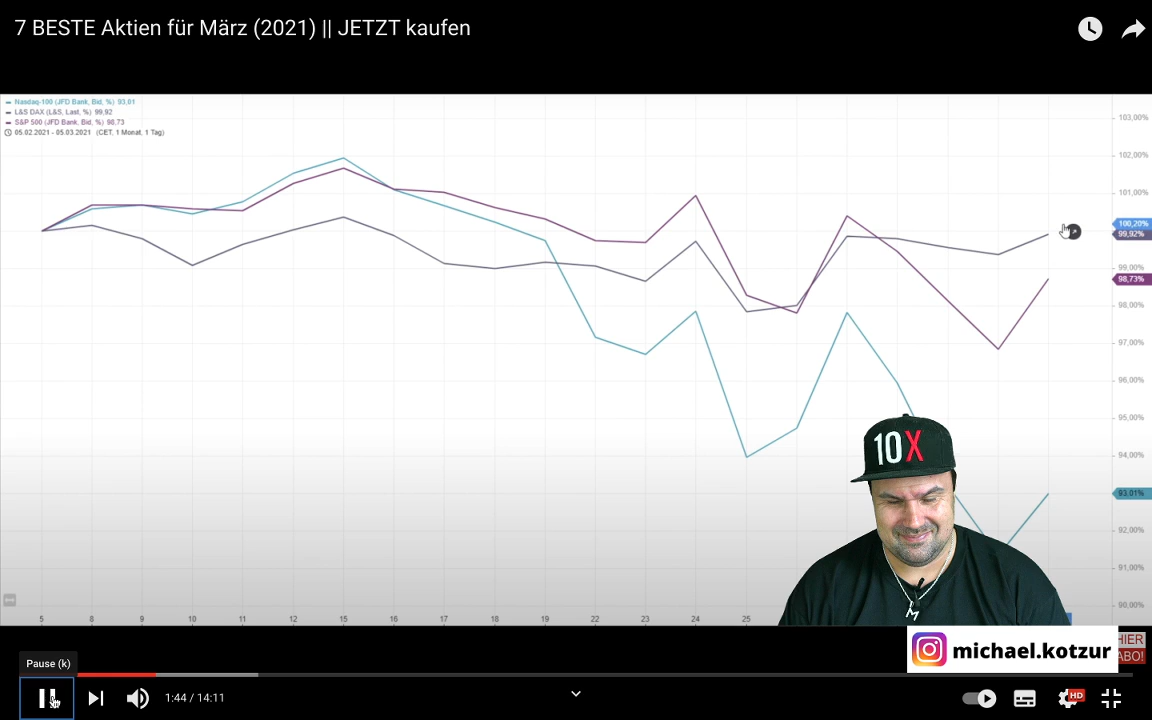 7 BESTE Aktien für März (2021) || JETZT kaufen
Nasdaq-100 (JFD Bank, Bid, %) 93,01
L&S DAX (L&S, Last, %) 99,92
S&P 500 (JFD Bank, Bid, %) 98,73
05.02.2021 - 05.03.2021 (CET, 1 Monat, 1 Tag)
103,00%
102,00%
101,00%
100,20%
99,92%
99,00%
98,73%
98,00%
97,00%
96,00%
95,00%
94,00%
93,01%
92,00%
91,00%
90,00%
10X
M
5 8 9 10 11 12 15 16 17 18 19 22 23 24 25
HIER
ABO!
michael.kotzur
Pause (k)
1:44 / 14:11
HD